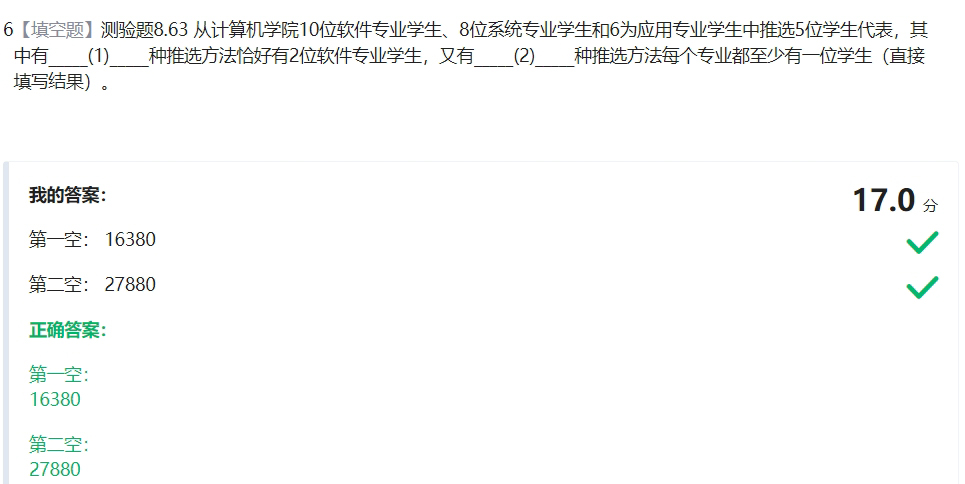 6【填空题】测验题8.63 从计算机学院10位软件专业学生、8位系统专业学生和6为应用专业学生中推选5位学生代表，其
中有_____(1)_____种推选方法恰好有2位软件专业学生，又有_____(2)_____种推选方法每个专业都至少有一位学生（直接
填写结果）。
我的答案：
17.0 分
第一空： 16380
第二空： 27880
正确答案：
第一空：
16380
第二空：
27880